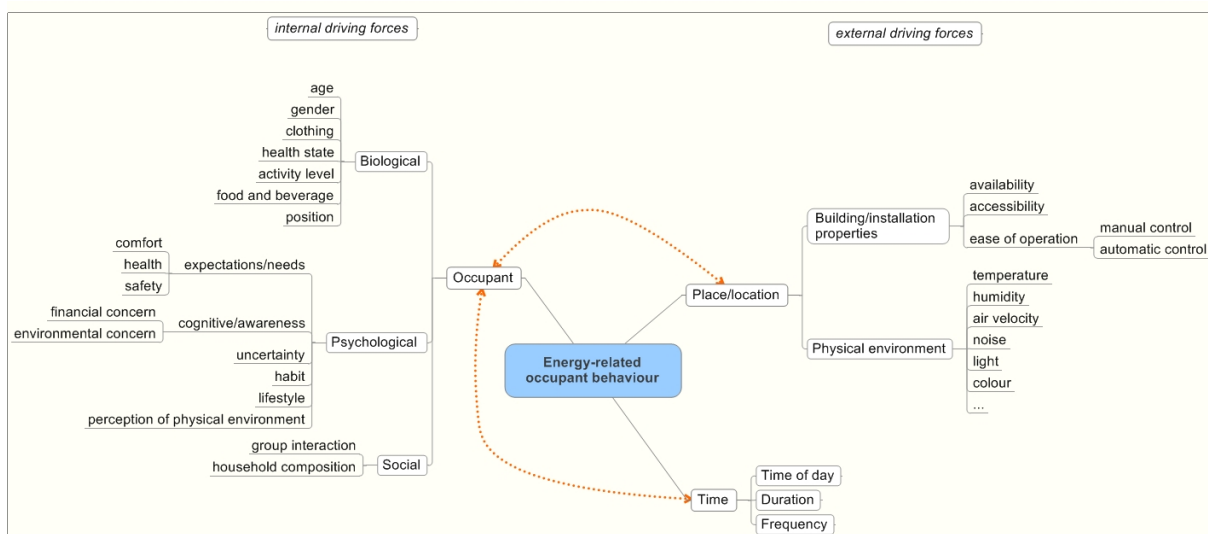 internal driving forces
external driving forces
age
gender
clothing
health state
activity level
food and beverage
position
Biological
comfort
health
safety
expectations/needs
financial concern
environmental concern
cognitive/awareness
uncertainty
habit
lifestyle
perception of physical environment
Psychological
group interaction
household composition
Social
Occupant
Energy-related
occupant behaviour
Place/location
Building/installation
properties
availability
accessibility
ease of operation
manual control
automatic control
Physical environment
temperature
humidity
air velocity
noise
light
colour
...
Time
Time of day
Duration
Frequency